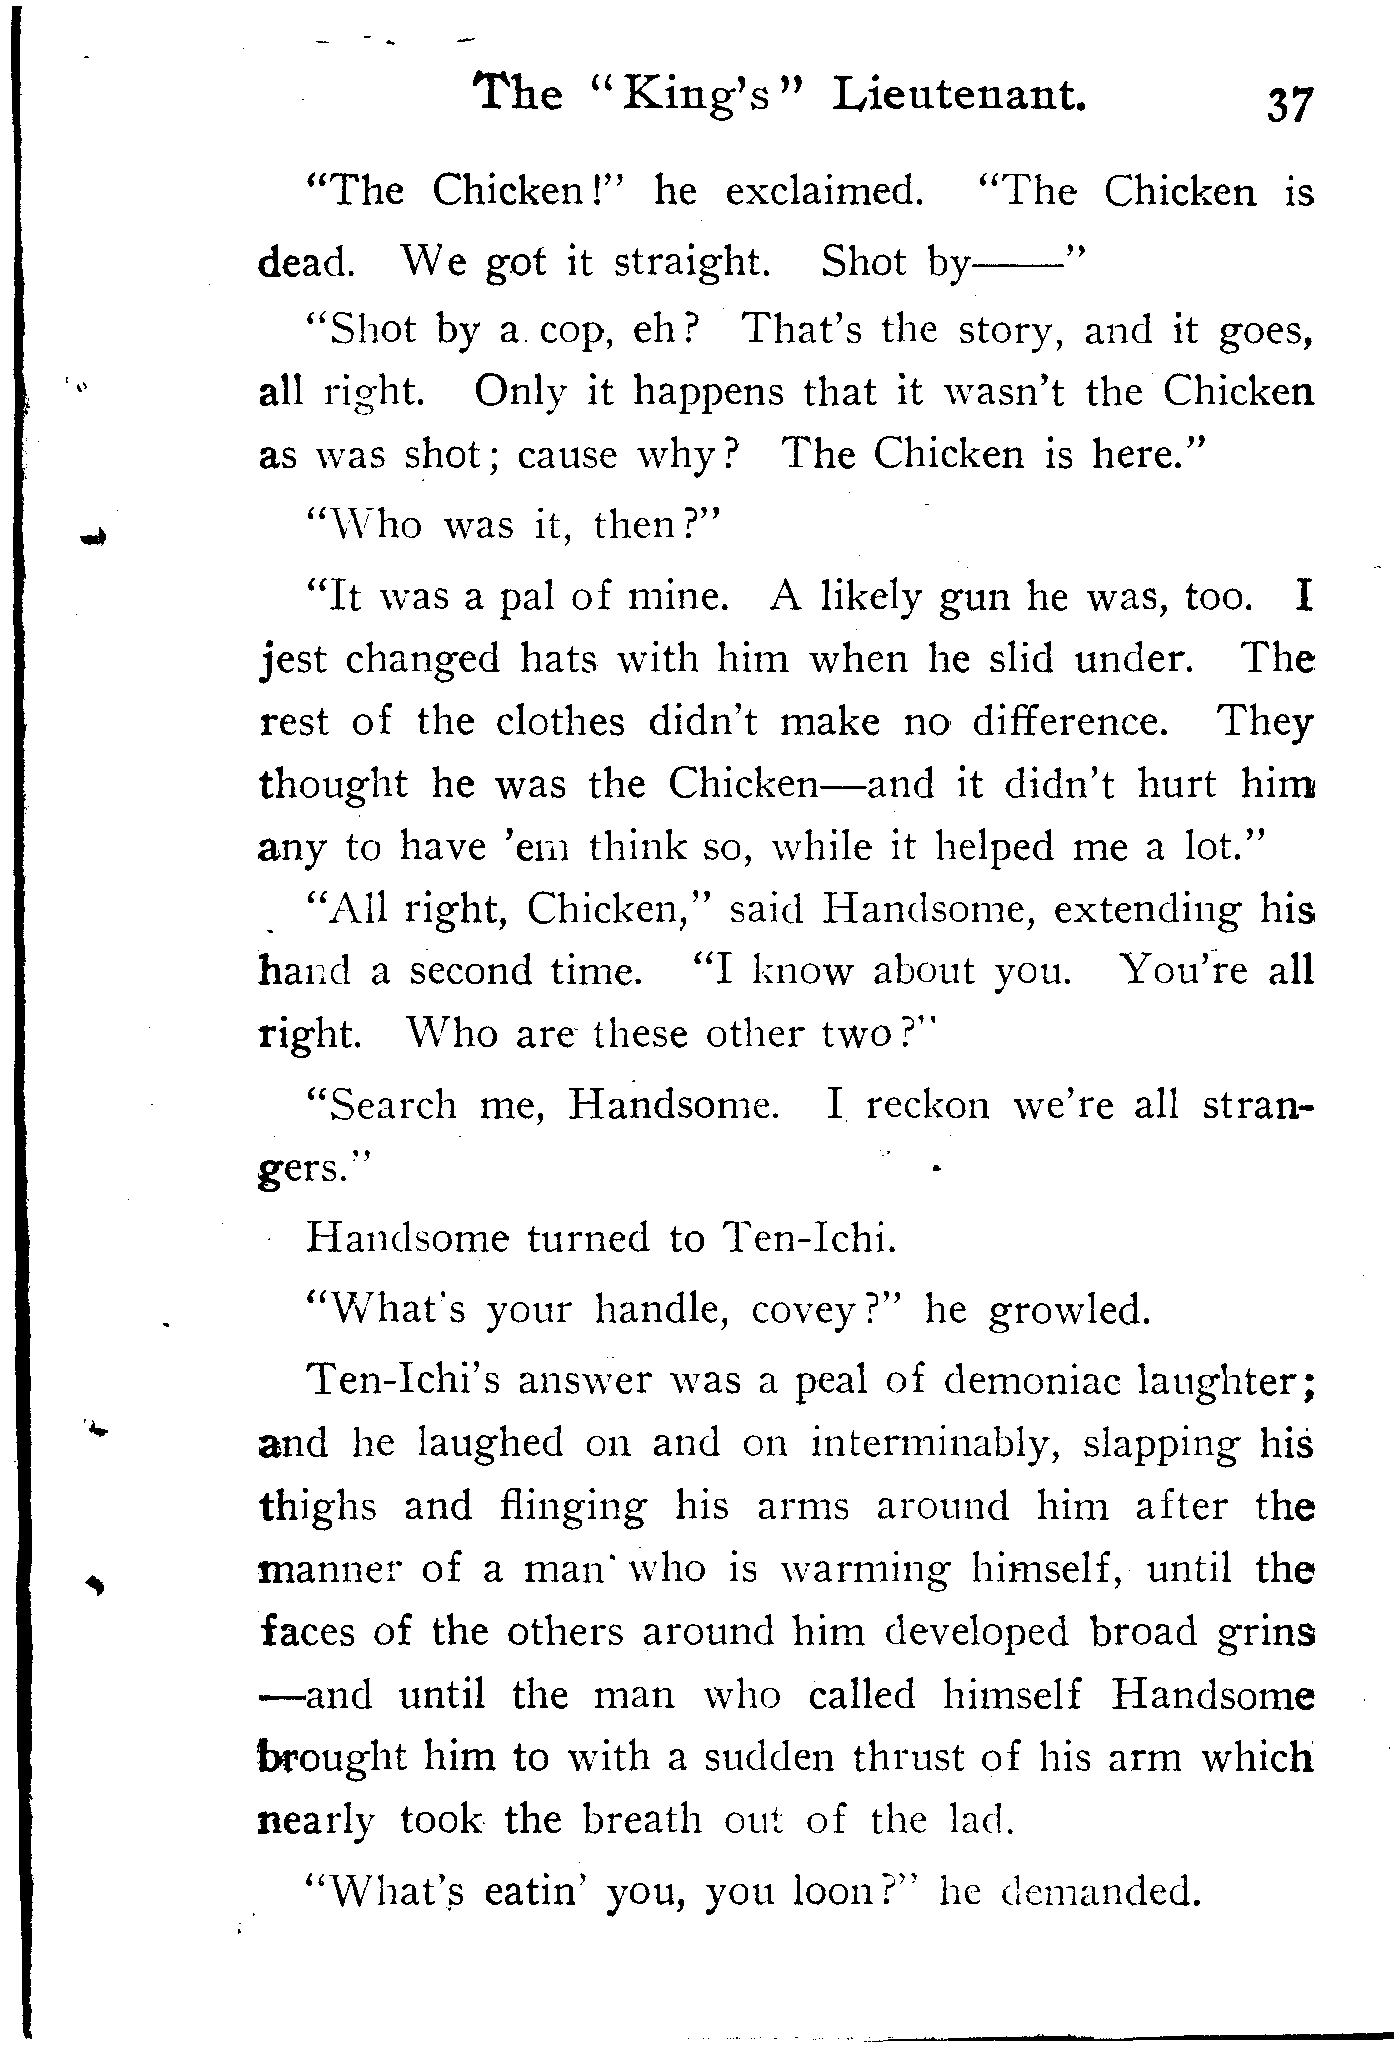 The "King's" Lieutenant. 37
"The Chicken!" he exclaimed. "The Chicken is
dead. We got it straight. Shot by——"
"Shot by a cop, eh? That's the story, and it goes,
all right. Only it happens that it wasn't the Chicken
as was shot; cause why? The Chicken is here."
"Who was it, then?"
"It was a pal of mine. A likely gun he was, too. I
jest changed hats with him when he slid under. The
rest of the clothes didn't make no difference. They
thought he was the Chicken—and it didn't hurt him
any to have 'em think so, while it helped me a lot."
"All right, Chicken," said Handsome, extending his
hand a second time. "I know about you. You're all
right. Who are these other two?"
"Search me, Handsome. I reckon we're all stran-
gers."
Handsome turned to Ten-Ichi.
"What's your handle, covey?" he growled.
Ten-Ichi's answer was a peal of demoniac laughter;
and he laughed on and on interminably, slapping his
thighs and flinging his arms around him after the
manner of a man who is warming himself, until the
faces of the others around him developed broad grins
—and until the man who called himself Handsome
brought him to with a sudden thrust of his arm which
nearly took the breath out of the lad.
"What's eatin' you, you loon?" he demanded.